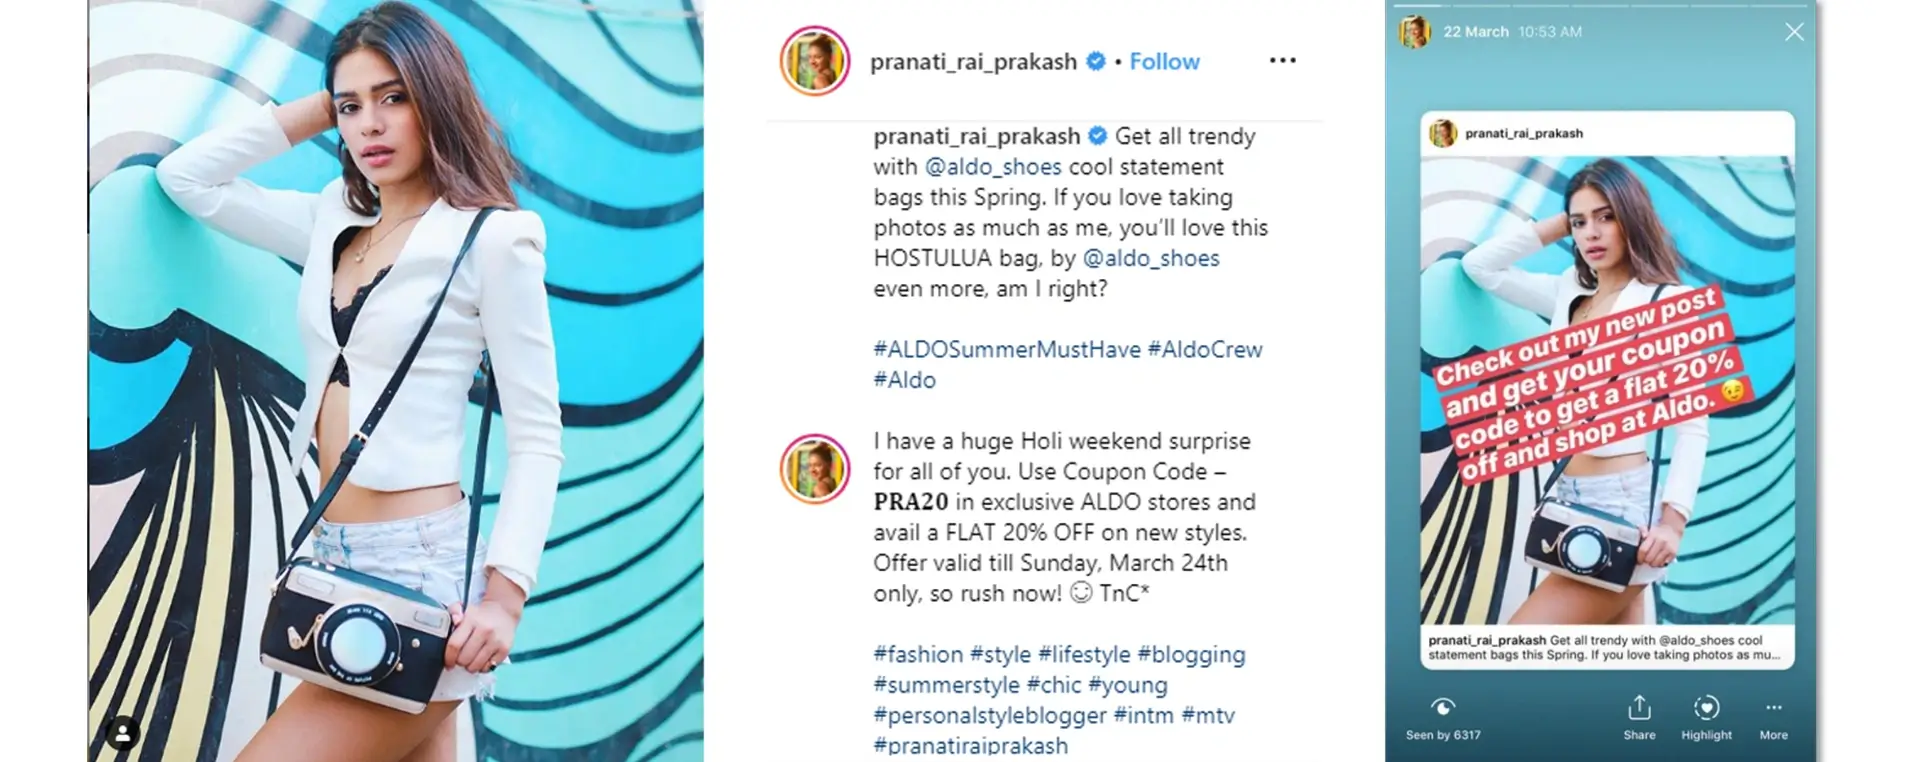 pranati_rai_prakash • Follow
pranati_rai_prakash Get all trendy
with @aldo_shoes cool statement
bags this Spring. If you love taking
photos as much as me, you'll love this
HOSTULUA bag, by @aldo_shoes
even more, am I right?
#ALDOSummerMustHave #AldoCrew
#Aldo
I have a huge Holi weekend surprise
for all of you. Use Coupon Code –
PRA20 in exclusive ALDO stores and
avail a FLAT 20% OFF on new styles.
Offer valid till Sunday, March 24th
only, so rush now! ☺ TnC*
#fashion #style #lifestyle #blogging
#summerstyle #chic #young
#personalstyleblogger #intm #mtv
#pranatiraiprakash
22 March 10:53 AM
pranati_rai_prakash
Check out my new post
and get your coupon
code to get a flat 20%
off and shop at Aldo. 😉
pranati_rai_prakash Get all trendy with @aldo_shoes cool
statement bags this Spring. If you love taking photos as mu...
Seen by 6317
Share
Highlight
More